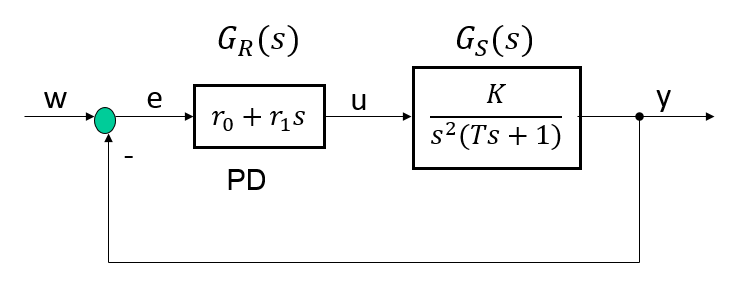 G_R(s)
G_S(s)
w
e
r_0 + r_1s
u
K
s^2(Ts + 1)
y
-
PD